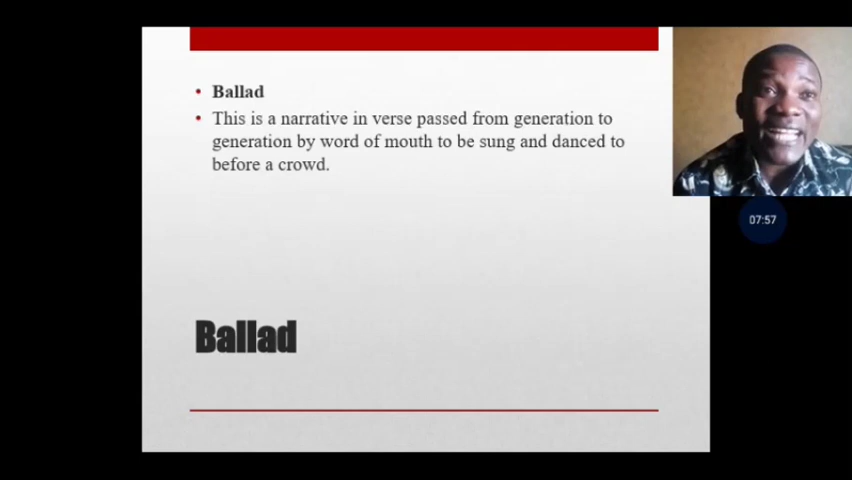 Ballad
This is a narrative in verse passed from generation to
generation by word of mouth to be sung and danced to
before a crowd.
07:57
Ballad